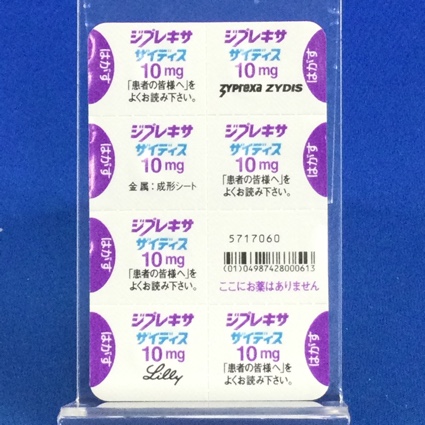 はがす
ジプレキサ
ザイディス
10mg
「患者の皆様へ」を
よくお読み下さい。
ジプレキサ
ザイディス
10mg
zyprexa ZYDIS
はがす
はがす
ジプレキサ
ザイディス
10mg
金属:成形シート
ジプレキサ
ザイディス
10mg
「患者の皆様へ」を
よくお読み下さい。
はがす
はがす
ジプレキサ
ザイディス
10mg
「患者の皆様へ」を
よくお読み下さい。
5717060
(01)04987428000613
ここにお薬はありません
はがす
ジプレキサ
ザイディス
10mg
Lilly
ジプレキサ
ザイディス
10mg
「患者の皆様へ」を
よくお読み下さい。
はがす